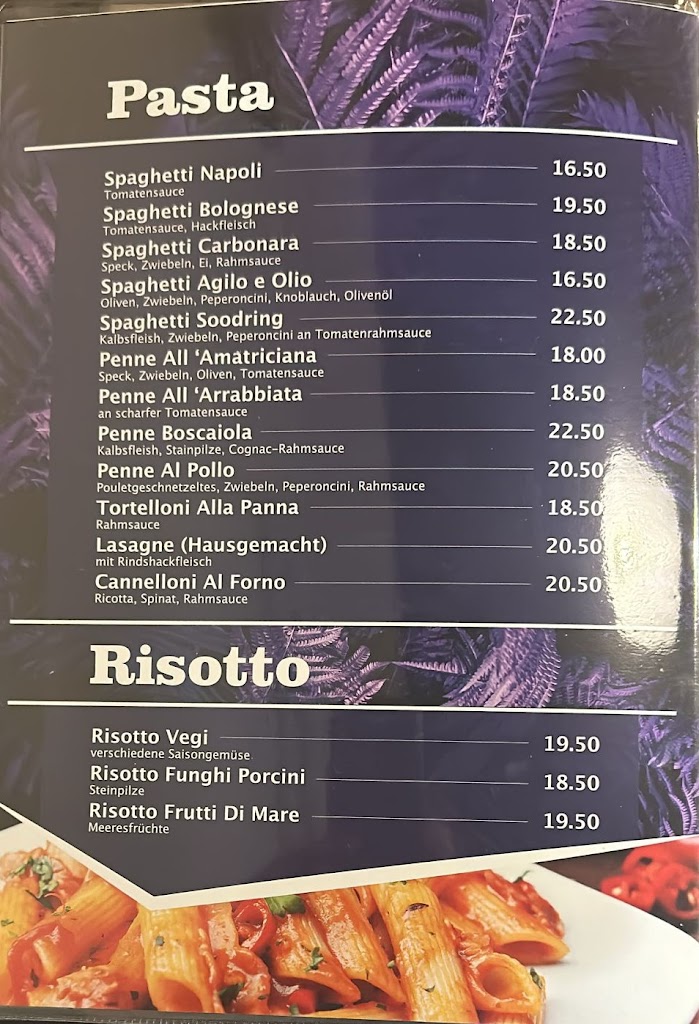 Pasta
Spaghetti Napoli 16.50
Tomatensauce
Spaghetti Bolognese 19.50
Tomatensauce, Hackfleisch
Spaghetti Carbonara 18.50
Speck, Zwiebeln, Ei, Rahmsauce
Spaghetti Agilo e Olio 16.50
Oliven, Zwiebeln, Peperoncini, Knoblauch, Olivenöl
Spaghetti Soodring 22.50
Kalbsfleish, Zwiebeln, Peperoncini an Tomatenrahmsauce
Penne All ‘Amatriciana 18.00
Speck, Zwiebeln, Oliven, Tomatensauce
Penne All ‘Arrabbiata 18.50
an scharfer Tomatensauce
Penne Boscaiola 22.50
Kalbsfleish, Stainpilze, Cognac-Rahmsauce
Penne Al Pollo 20.50
Pouletgeschnetzeltes, Zwiebeln, Peperoncini, Rahmsauce
Tortelloni Alla Panna 18.50
Rahmsauce
Lasagne (Hausgemacht) 20.50
mit Rindshackfleisch
Cannelloni Al Forno 20.50
Ricotta, Spinat, Rahmsauce
Risotto
Risotto Vegi 19.50
verschiedene Saisongemüse
Risotto Funghi Porcini 18.50
Steinpilze
Risotto Frutti Di Mare 19.50
Meeresfrüchte